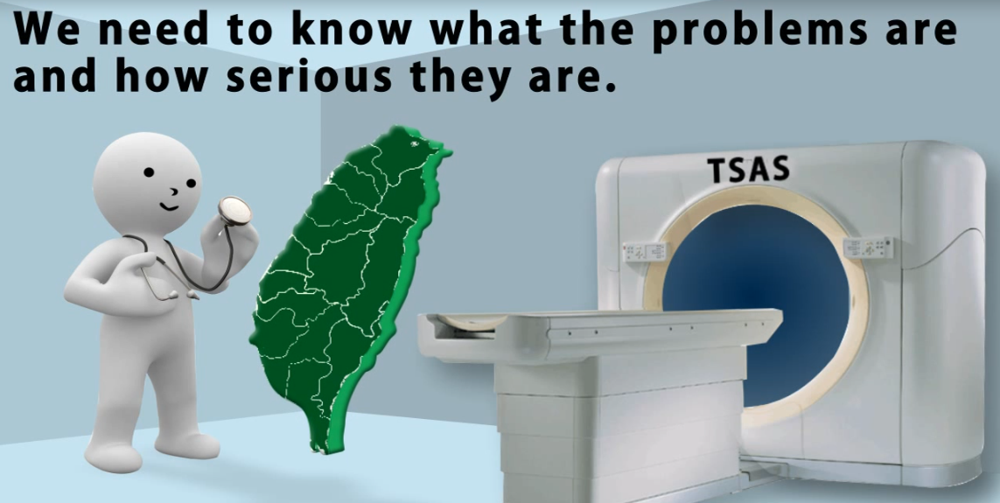 We need to know what the problems are
and how serious they are.
TSAS